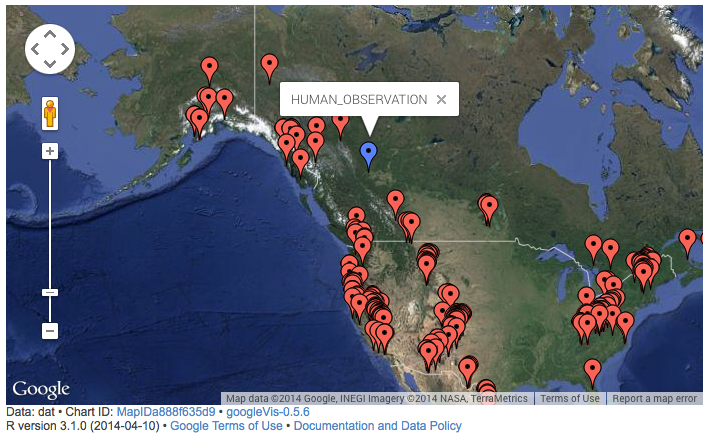 HUMAN_OBSERVATION ×
Google
Map data ©2014 Google, INEGI Imagery ©2014 NASA, TerraMetrics Terms of Use Report a map error
Data: dat • Chart ID: MapIDa888f635d9 • googleVis-0.5.6
R version 3.1.0 (2014-04-10) • Google Terms of Use • Documentation and Data Policy